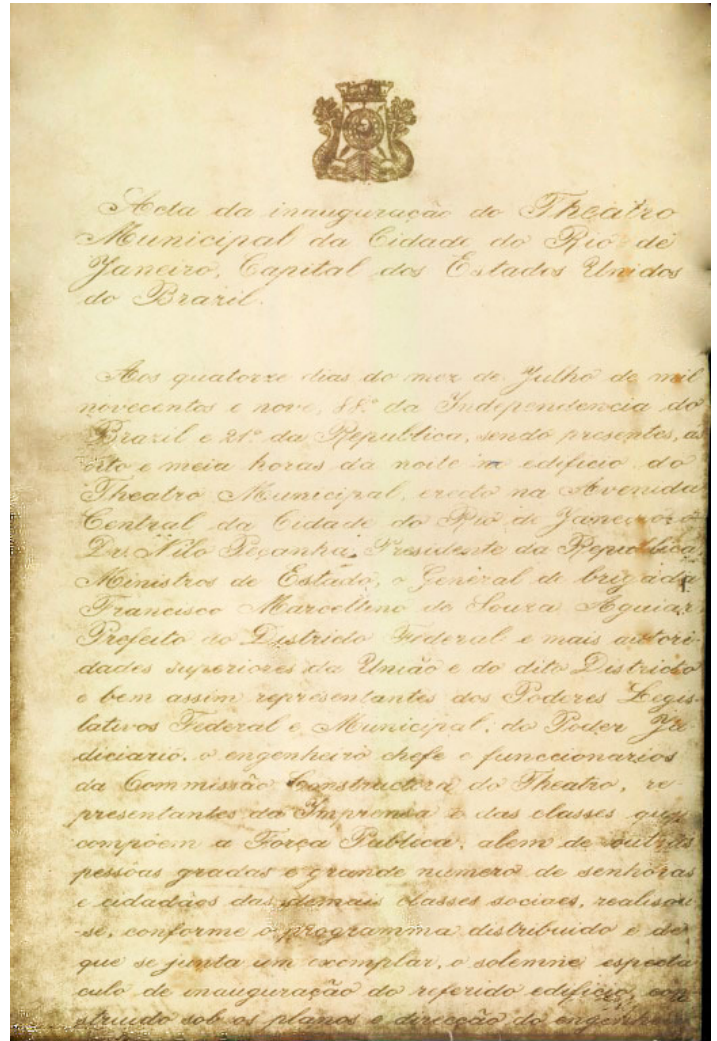 Acta da inauguração do Theatro
Municipal da Cidade do Rio de
Janeiro, Capital dos Estados Unidos
do Brazil.
Aos quatorze dias do mez de Julho de mil
novecentos e nove, 88.º da Independencia do
Brazil e 21.º da Republica, sendo presentes, ás
oito e meia horas da noite no edificio do
Theatro Municipal, erecto na Avenida
Central da Cidade do Rio de Janeiro, o
Dr. Nilo Peçanha, Presidente da Republica,
Ministros de Estado, o General de brigada
Francisco Marcellino de Souza Aguiar,
Prefeito do Districto Federal e mais autori-
dades superiores da União e do dito Districto
e bem assim representantes dos Poderes Legis-
lativos Federal e Municipal, do Poder Ju-
diciario, o engenheiro chefe e funccionarios
da Commissão Constructora do Theatro, re-
presentantes da Imprensa e das classes que
compõem a Força Publica, alem de outras
pessoas gradas e grande numero de senhoras
e cidadãos das demais classes sociaes, realisou-
-se, conforme o programma distribuido e de
que se junta um exemplar, o solemne especta
culo de inauguração do referido edificio, con
struido sob os planos e direcção do engenheiro